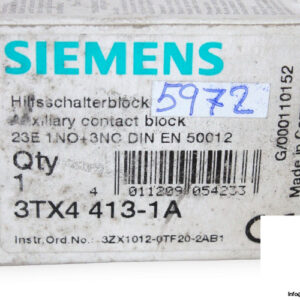 SIEMENS
Hilfsschalterblock
5972
Auxiliary contact block
23E 1NO+3NC DIN EN 50012
Qty
1
4 011209 054233
3TX4 413-1A
Instr.Ord.No.: 3ZX1012-0TF20-2AB1
G/000110152
Made in